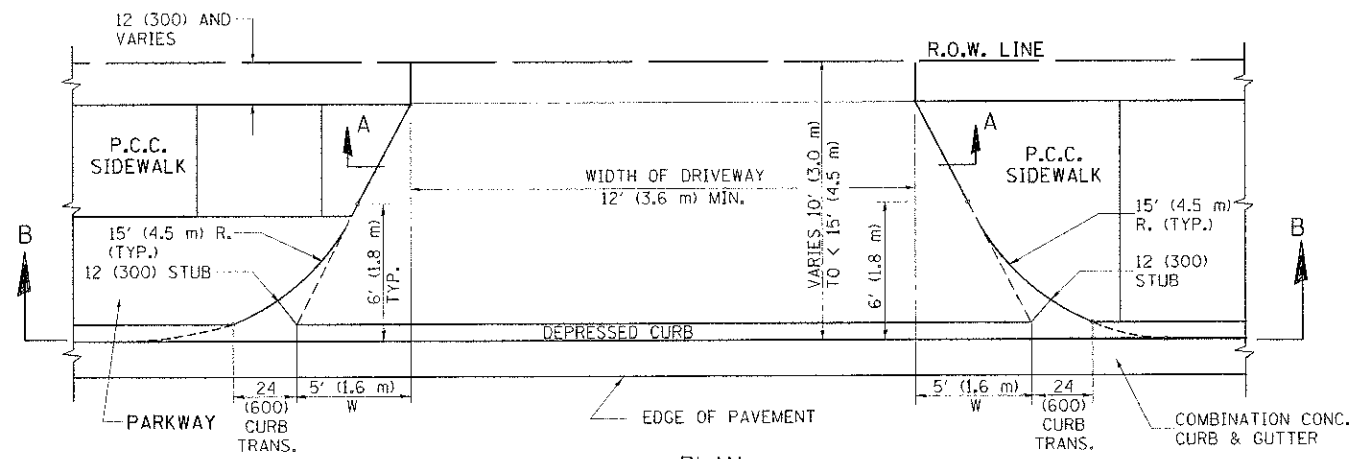 12 (300) AND
VARIES
R.O.W. LINE
A
A
P.C.C.
SIDEWALK
P.C.C.
SIDEWALK
WIDTH OF DRIVEWAY
12' (3.6 m) MIN.
VARIES 10' (3.0 m)
TO < 15' (4.5 m)
B
B
15' (4.5 m) R.
(TYP.)
12 (300) STUB
6' (1.8 m)
TYP.
6' (1.8 m)
15' (4.5 m)
R. (TYP.)
12 (300)
STUB
DEPRESSED CURB
24
(600)
CURB
TRANS.
5' (1.6 m)
W
PARKWAY
EDGE OF PAVEMENT
5' (1.6 m)
W
24
(600)
CURB
TRANS.
COMBINATION CONC.
CURB & GUTTER
PLAN